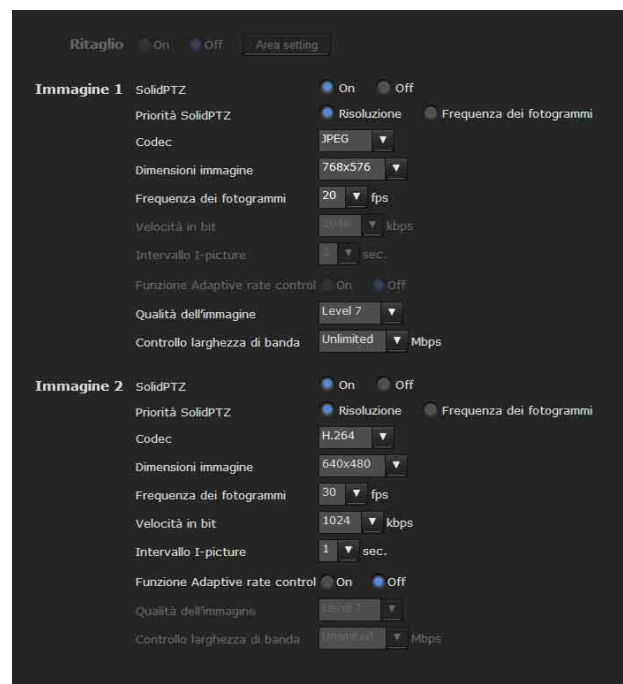 Ritaglio On Off Area setting
Immagine 1 SolidPTZ On Off
Priorità SolidPTZ Risoluzione Frequenza dei fotogrammi
Codec JPEG
Dimensioni immagine 768x576
Frequenza dei fotogrammi 20 fps
Velocità in bit 2048 kbps
Intervallo I-picture 1 sec.
Funzione Adaptive rate control On Off
Qualità dell'immagine Level 7
Controllo larghezza di banda Unlimited Mbps
Immagine 2 SolidPTZ On Off
Priorità SolidPTZ Risoluzione Frequenza dei fotogrammi
Codec H.264
Dimensioni immagine 640x480
Frequenza dei fotogrammi 30 fps
Velocità in bit 1024 kbps
Intervallo I-picture 1 sec.
Funzione Adaptive rate control On Off
Qualità dell'immagine Level 7
Controllo larghezza di banda Unlimited Mbps